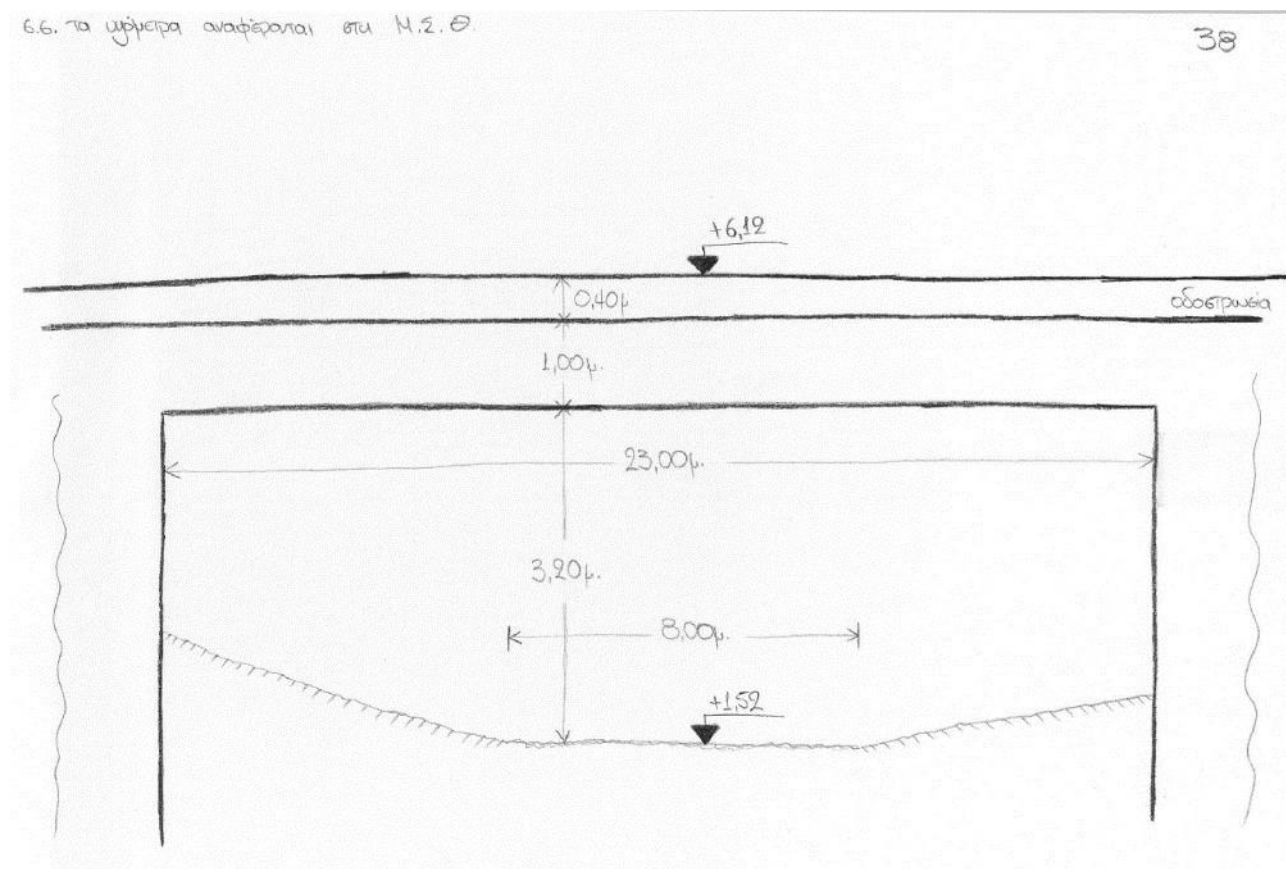 6.6. τα υψόμετρα αναφέρονται στη Μ.Σ.Θ.
38
+6,12
0,40μ
οδοστρωσία
1,00μ.
23,00μ.
3,20μ.
8,00μ.
+1,52